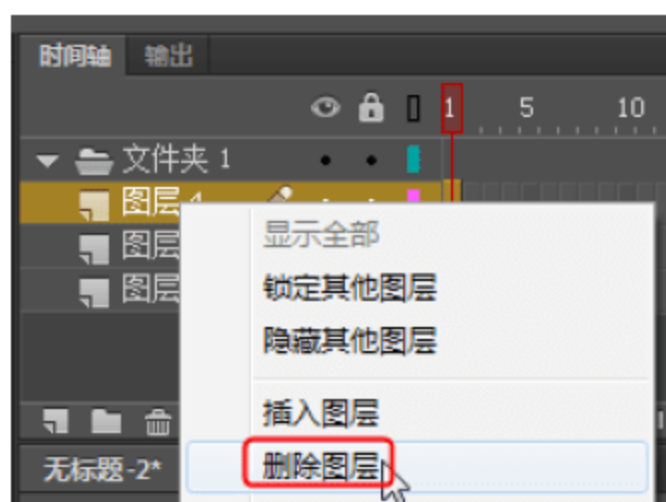 时间轴 输出
1 5 10
文件夹 1
图层 4
图层
图层
显示全部
锁定其他图层
隐藏其他图层
插入图层
无标题-2*
删除图层